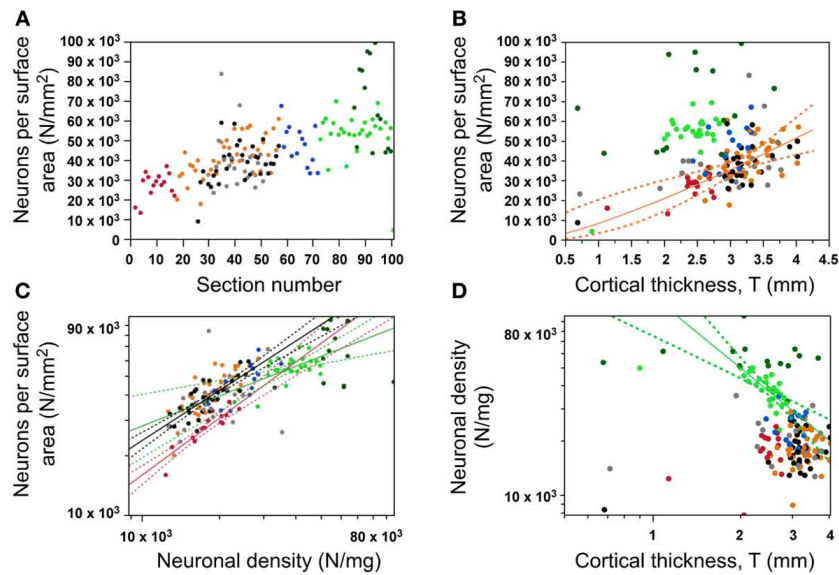 A
Neurons per surface
area (N/mm²)
100 x 10³
90 x 10³
80 x 10³
70 x 10³
60 x 10³
50 x 10³
40 x 10³
30 x 10³
20 x 10³
10 x 10³
0
0 10 20 30 40 50 60 70 80 90 100
Section number
B
Neurons per surface
area (N/mm²)
100 x 10³
90 x 10³
80 x 10³
70 x 10³
60 x 10³
50 x 10³
40 x 10³
30 x 10³
20 x 10³
10 x 10³
0
0.5 1.0 1.5 2.0 2.5 3.0 3.5 4.0 4.5
Cortical thickness, T (mm)
C
Neurons per surface
area (N/mm²)
90 x 10³
10 x 10³
10 x 10³ 80 x 10³
Neuronal density (N/mg)
D
Neuronal density
(N/mg)
80 x 10³
10 x 10³
1 2 3 4
Cortical thickness, T (mm)